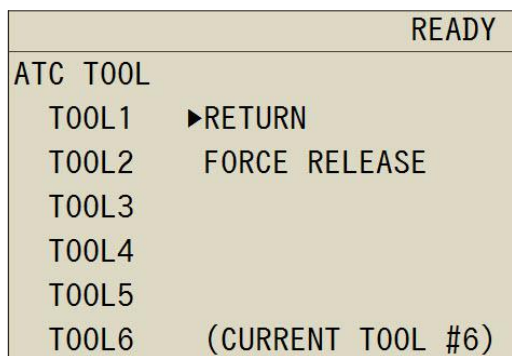 READY
ATC TOOL
TOOL1 ▶RETURN
TOOL2 FORCE RELEASE
TOOL3
TOOL4
TOOL5
TOOL6 (CURRENT TOOL #6)